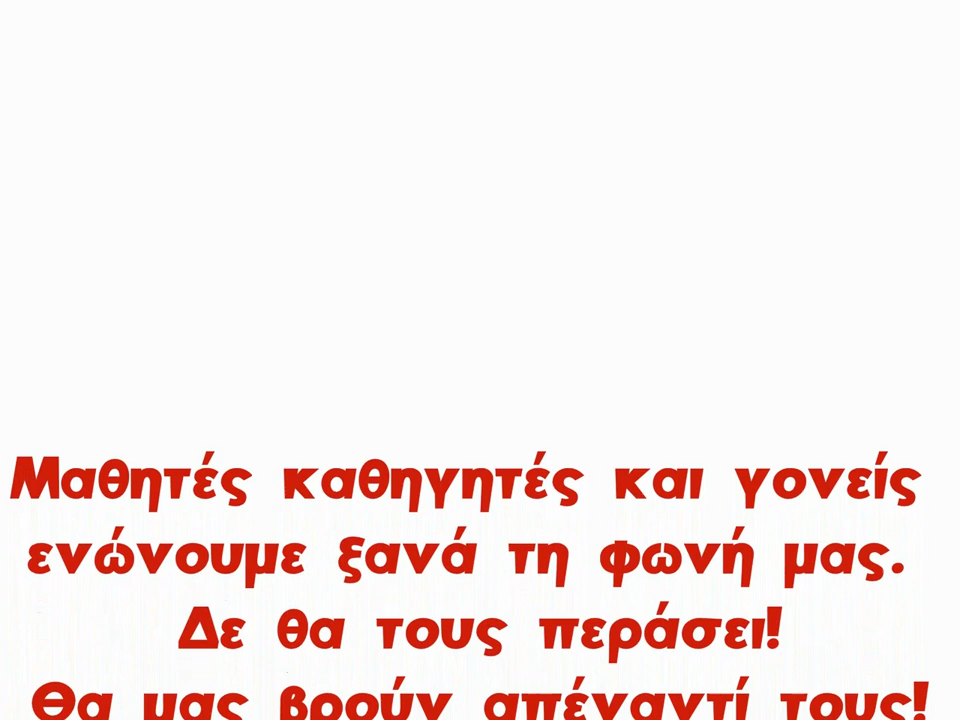 Μαθητές καθηγητές και γονείς
ενώνουμε ξανά τη φωνή μας.
Δε θα τους περάσει!
Θα μας βρούν απέναντί τους!